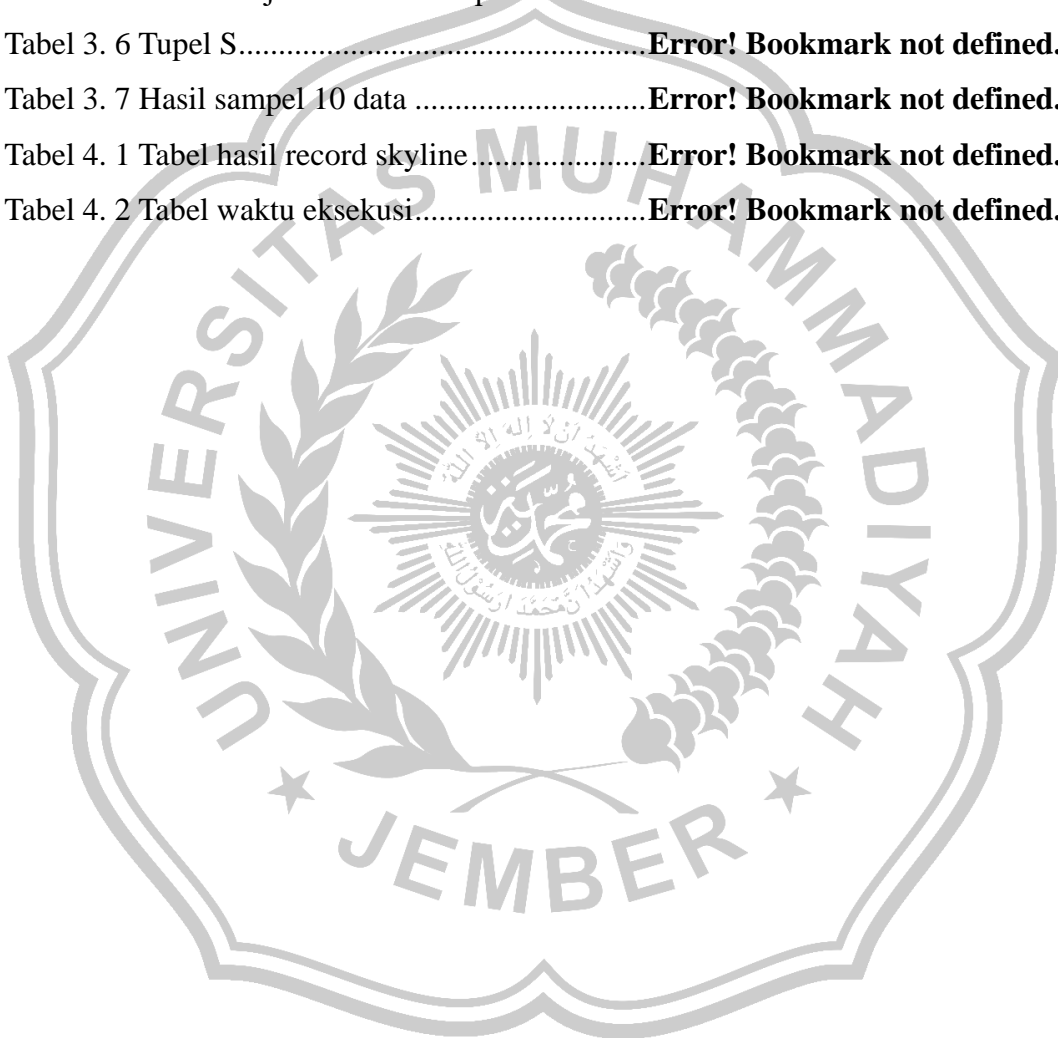 Tabel 3. 6 Tupel S..................................................Error! Bookmark not defined.
Tabel 3. 7 Hasil sampel 10 data ............................Error! Bookmark not defined.
Tabel 4. 1 Tabel hasil record skyline.....................Error! Bookmark not defined.
Tabel 4. 2 Tabel waktu eksekusi............................Error! Bookmark not defined.
UNIVERSITAS MUHAMMADIYAH
JEMBER